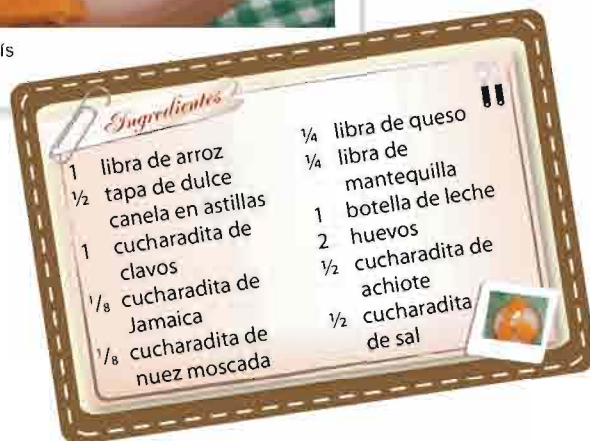 ís
Ingredientes
1 libra de arroz
½ tapa de dulce
canela en astillas
1 cucharadita de
clavos
⅛ cucharadita de
Jamaica
⅛ cucharadita de
nuez moscada
¼ libra de queso
¼ libra de
mantequilla
1 botella de leche
2 huevos
½ cucharadita de
achiote
½ cucharadita
de sal